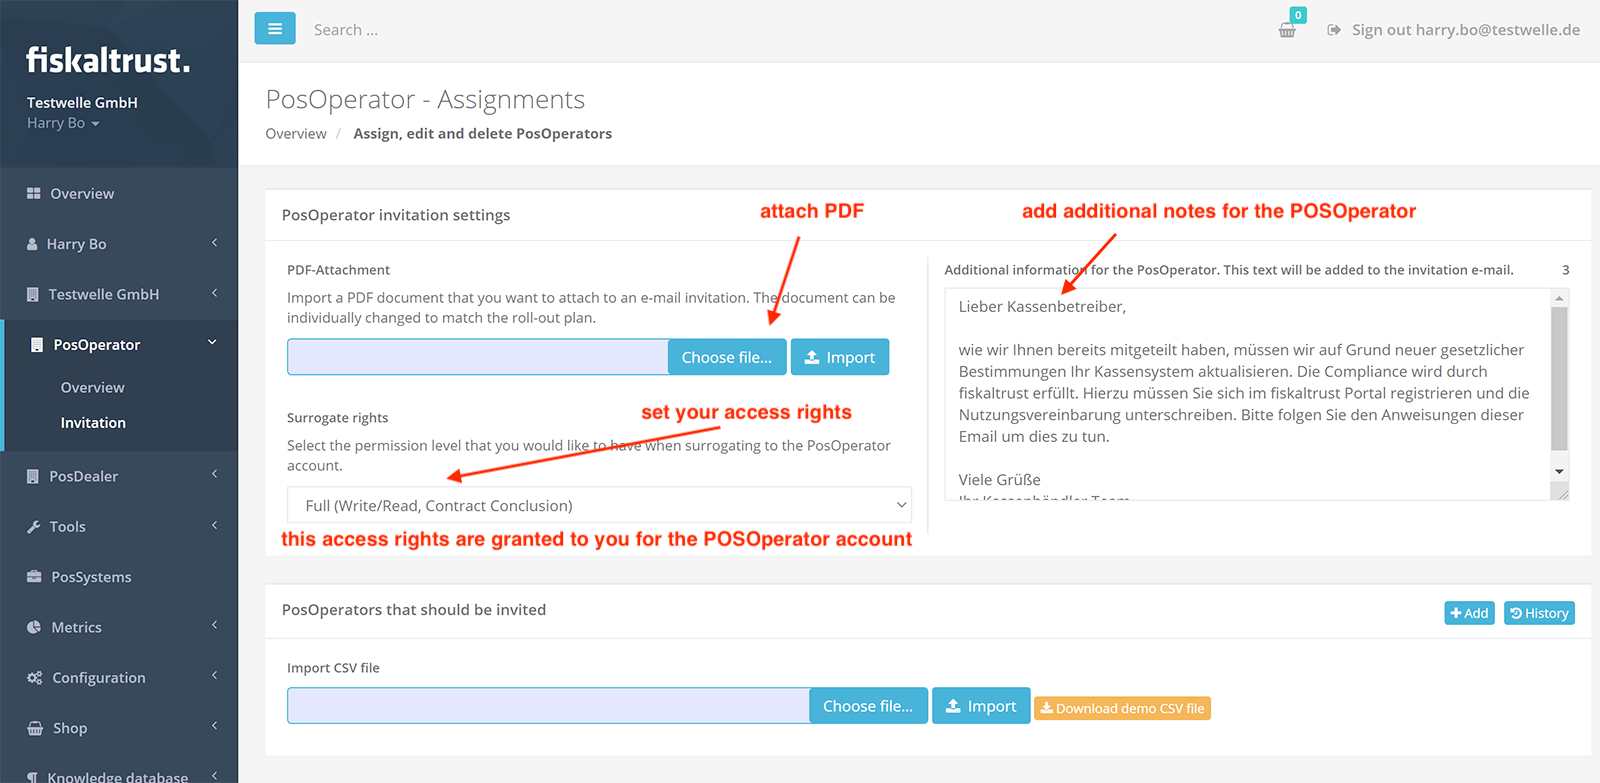 fiskaltrust.
Testwelle GmbH
Harry Bo
Overview
Harry Bo
Testwelle GmbH
PosOperator
Overview
Invitation
PosDealer
Tools
PosSystems
Metrics
Configuration
Shop
Knowledge database
Search ...
0
Sign out harry.bo@testwelle.de
PosOperator - Assignments
Overview / Assign, edit and delete PosOperators
PosOperator invitation settings
attach PDF
add additional notes for the POSOperator
PDF-Attachment
Import a PDF document that you want to attach to an e-mail invitation. The document can be
individually changed to match the roll-out plan.
Choose file...
Import
Surrogate rights
set your access rights
Select the permission level that you would like to have when surrogating to the PosOperator
account.
Full (Write/Read, Contract Conclusion)
this access rights are granted to you for the POSOperator account
Additional information for the PosOperator. This text will be added to the invitation e-mail.
3
Lieber Kassenbetreiber,
wie wir Ihnen bereits mitgeteilt haben, müssen wir auf Grund neuer gesetzlicher
Bestimmungen Ihr Kassensystem aktualisieren. Die Compliance wird durch
fiskaltrust erfüllt. Hierzu müssen Sie sich im fiskaltrust Portal registrieren und die
Nutzungsvereinbarung unterschreiben. Bitte folgen Sie den Anweisungen dieser
Email um dies zu tun.
Viele Grüße
Ihr Kassenhändler Team
PosOperators that should be invited
Add
History
Import CSV file
Choose file...
Import
Download demo CSV file